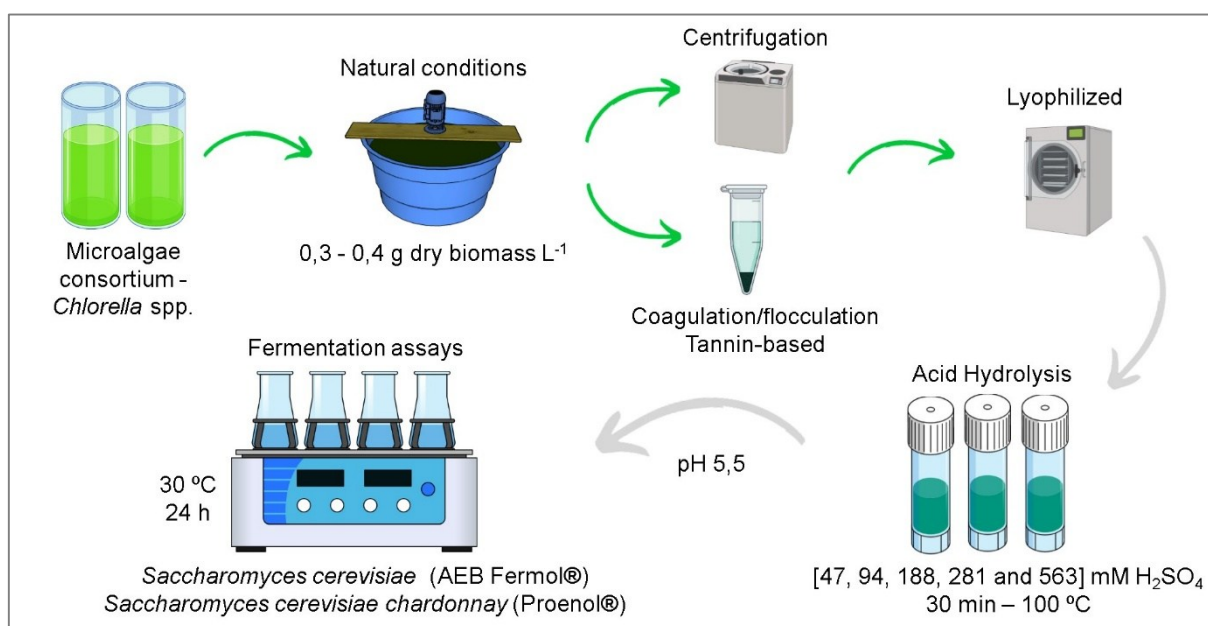 Microalgae
consortium -
Chlorella spp.
Natural conditions
0,3 - 0,4 g dry biomass L⁻¹
Centrifugation
Coagulation/flocculation
Tannin-based
Lyophilized
Acid Hydrolysis
[47, 94, 188, 281 and 563] mM H₂SO₄
30 min – 100 ºC
pH 5,5
Fermentation assays
30 ºC
24 h
Saccharomyces cerevisiae (AEB Fermol®)
Saccharomyces cerevisiae chardonnay (Proenol®)